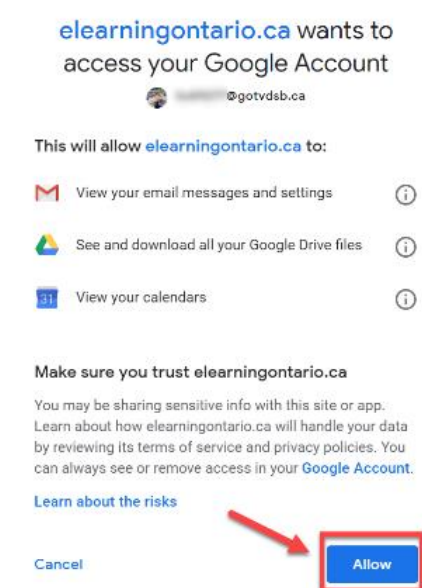 elearningontario.ca wants to
access your Google Account
@gotvdsb.ca
This will allow elearningontario.ca to:
View your email messages and settings
See and download all your Google Drive files
31
View your calendars
Make sure you trust elearningontario.ca
You may be sharing sensitive info with this site or app.
Learn about how elearningontario.ca will handle your data
by reviewing its terms of service and privacy policies. You
can always see or remove access in your Google Account.
Learn about the risks
Cancel
Allow